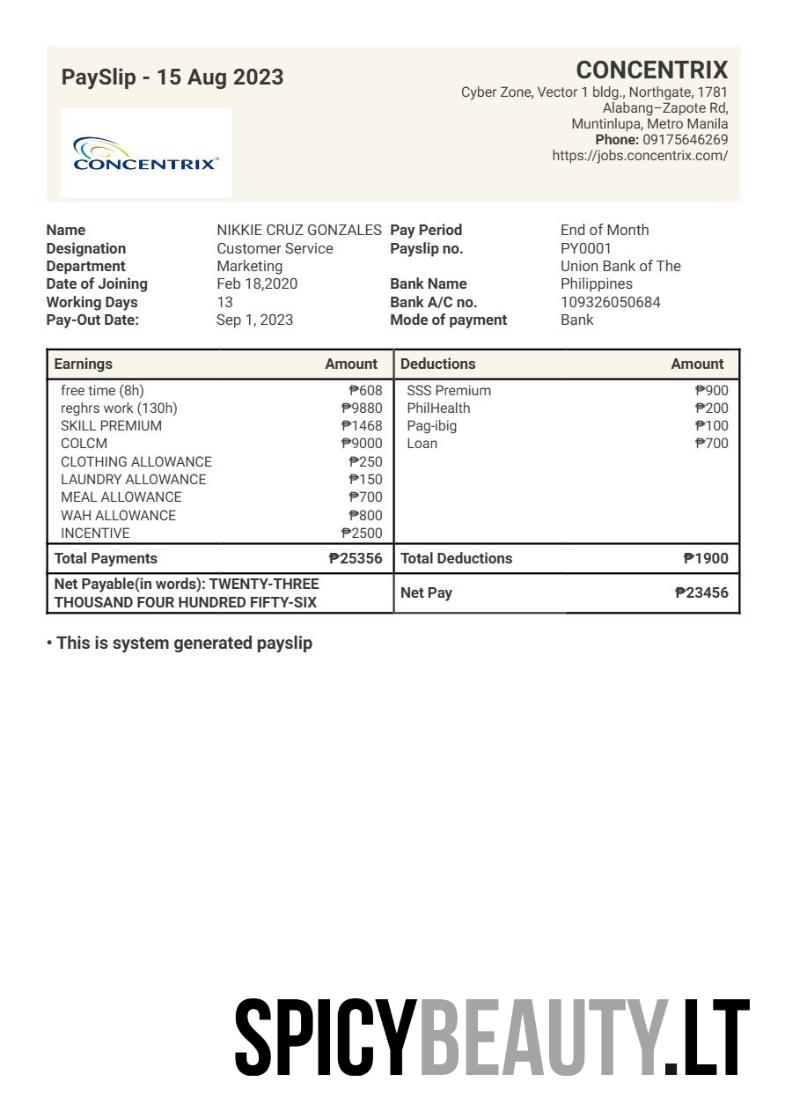 PaySlip - 15 Aug 2023
CONCENTRIX
Cyber Zone, Vector 1 bldg., Northgate, 1781
Alabang–Zapote Rd,
Muntinlupa, Metro Manila
Phone: 09175646269
https://jobs.concentrix.com/
CONCENTRIX
Name NIKKIE CRUZ GONZALES Pay Period End of Month
Designation Customer Service Payslip no. PY0001
Department Marketing Union Bank of The
Date of Joining Feb 18,2020 Bank Name Philippines
Working Days 13 Bank A/C no. 109326050684
Pay-Out Date: Sep 1, 2023 Mode of payment Bank
Earnings Amount Deductions Amount
free time (8h) ₱608 SSS Premium ₱900
reghrs work (130h) ₱9880 PhilHealth ₱200
SKILL PREMIUM ₱1468 Pag-ibig ₱100
COLCM ₱9000 Loan ₱700
CLOTHING ALLOWANCE ₱250
LAUNDRY ALLOWANCE ₱150
MEAL ALLOWANCE ₱700
WAH ALLOWANCE ₱800
INCENTIVE ₱2500
Total Payments ₱25356 Total Deductions ₱1900
Net Payable(in words): TWENTY-THREE
THOUSAND FOUR HUNDRED FIFTY-SIX
Net Pay ₱23456
• This is system generated payslip
SPICYBEAUTY.LT